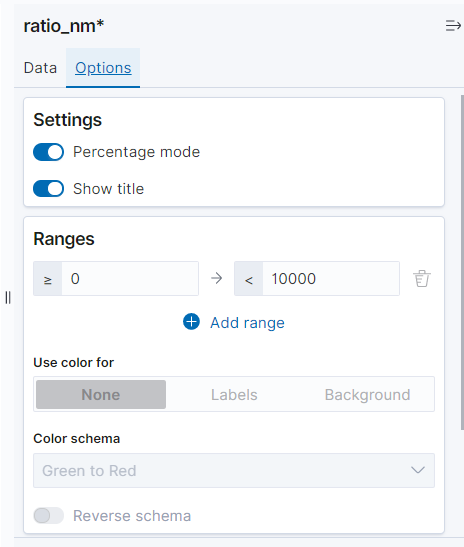 ratio_nm*
Data Options
Settings
Percentage mode
Show title
Ranges
≥ 0 → < 10000
Add range
Use color for
None Labels Background
Color schema
Green to Red
Reverse schema